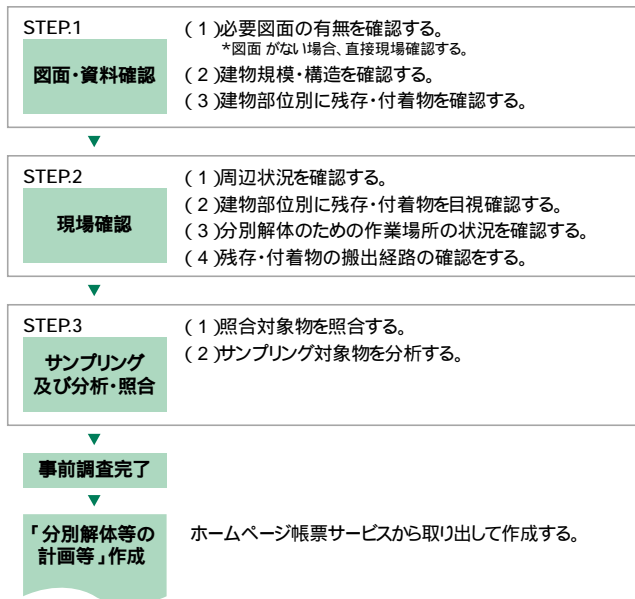 STEP.1
図面・資料確認
(1)必要図面の有無を確認する。
*図面がない場合、直接現場確認する。
(2)建物規模・構造を確認する。
(3)建物部位別に残存・付着物を確認する。
STEP.2
現場確認
(1)周辺状況を確認する。
(2)建物部位別に残存・付着物を目視確認する。
(3)分別解体のための作業場所の状況を確認する。
(4)残存・付着物の搬出経路の確認をする。
STEP.3
サンプリング
及び分析・照合
(1)照合対象物を照合する。
(2)サンプリング対象物を分析する。
事前調査完了
「分別解体等の
計画等」作成
ホームページ帳票サービスから取り出して作成する。